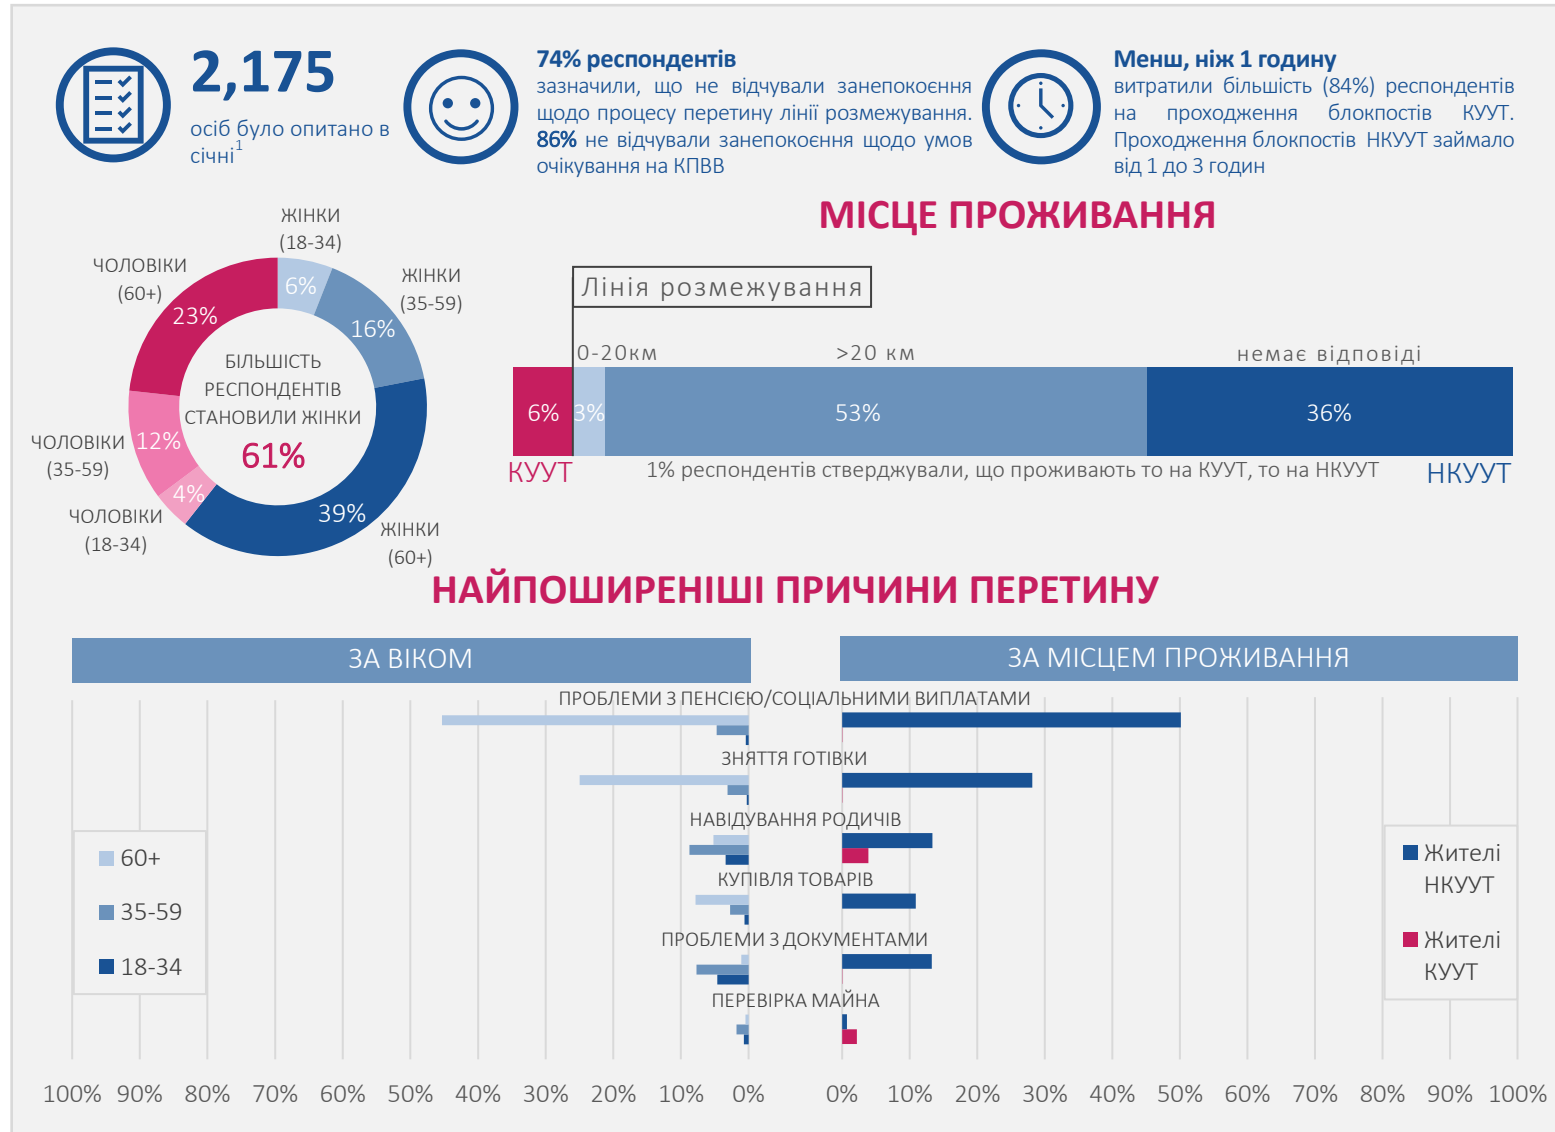 2,175
осіб було опитано в
січні1
74% респондентів
зазначили, що не відчували занепокоєння
щодо процесу перетину лінії розмежування.
86% не відчували занепокоєння щодо умов
очікування на КПВВ
Менш, ніж 1 годину
витратили більшість (84%) респондентів
на проходження блокпостів КУУТ.
Проходження блокпостів НКУУТ займало
від 1 до 3 годин
ЖІНКИ
(18-34)
6%
ЖІНКИ
(35-59)
16%
ЖІНКИ
(60+)
39%
ЧОЛОВІКИ
(18-34)
4%
ЧОЛОВІКИ
(35-59)
12%
ЧОЛОВІКИ
(60+)
23%
БІЛЬШІСТЬ
РЕСПОНДЕНТІВ
СТАНОВИЛИ ЖІНКИ
61%
МІСЦЕ ПРОЖИВАННЯ
Лінія розмежування
0-20км >20 км немає відповіді
6% 3% 53% 36%
КУУТ 1% респондентів стверджували, що проживають то на КУУТ, то на НКУУТ НКУУТ
НАЙПОШИРЕНІШІ ПРИЧИНИ ПЕРЕТИНУ
ЗА ВІКОМ
ЗА МІСЦЕМ ПРОЖИВАННЯ
ПРОБЛЕМИ З ПЕНСІЄЮ/СОЦІАЛЬНИМИ ВИПЛАТАМИ
ЗНЯТТЯ ГОТІВКИ
НАВІДУВАННЯ РОДИЧІВ
КУПІВЛЯ ТОВАРІВ
ПРОБЛЕМИ З ДОКУМЕНТАМИ
ПЕРЕВІРКА МАЙНА
60+
35-59
18-34
Жителі
НКУУТ
Жителі
КУУТ
100% 90% 80% 70% 60% 50% 40% 30% 20% 10% 0%
0% 10% 20% 30% 40% 50% 60% 70% 80% 90% 100%